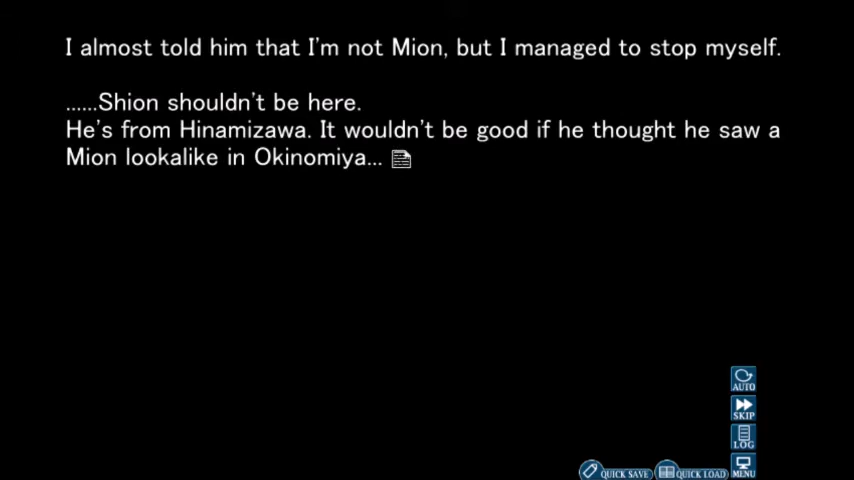 I almost told him that I'm not Mion, but I managed to stop myself.
......Shion shouldn't be here.
He's from Hinamizawa. It wouldn't be good if he thought he saw a
Mion lookalike in Okinomiya...
AUTO
SKIP
LOG
MENU
QUICK SAVE
QUICK LOAD